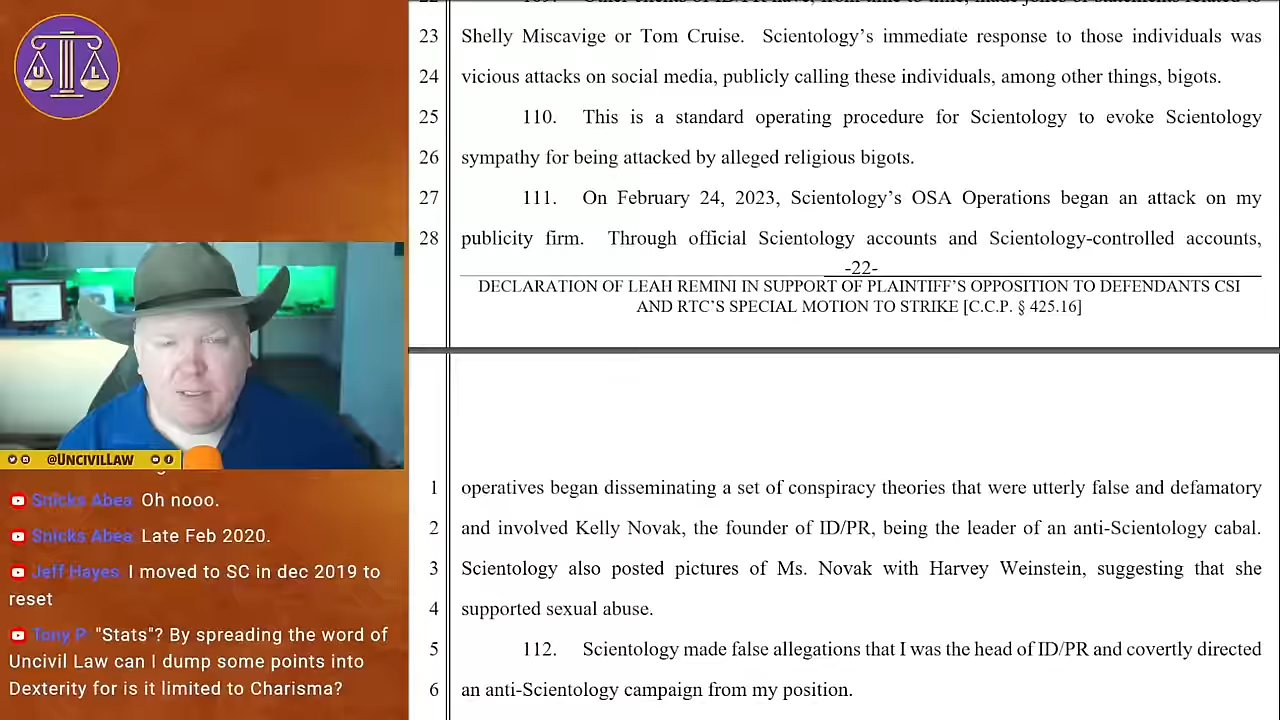 U L
23 Shelly Miscavige or Tom Cruise. Scientology's immediate response to those individuals was
24 vicious attacks on social media, publicly calling these individuals, among other things, bigots.
25 110. This is a standard operating procedure for Scientology to evoke Scientology
26 sympathy for being attacked by alleged religious bigots.
27 111. On February 24, 2023, Scientology's OSA Operations began an attack on my
28 publicity firm. Through official Scientology accounts and Scientology-controlled accounts,
-22-
DECLARATION OF LEAH REMINI IN SUPPORT OF PLAINTIFF'S OPPOSITION TO DEFENDANTS CSI
AND RTC'S SPECIAL MOTION TO STRIKE [C.C.P. § 425.16]
1 operatives began disseminating a set of conspiracy theories that were utterly false and defamatory
2 and involved Kelly Novak, the founder of ID/PR, being the leader of an anti-Scientology cabal.
3 Scientology also posted pictures of Ms. Novak with Harvey Weinstein, suggesting that she
4 supported sexual abuse.
5 112. Scientology made false allegations that I was the head of ID/PR and covertly directed
6 an anti-Scientology campaign from my position.
@UNCIVILLAW
Snicks Abea: Oh nooo.
Snicks Abea: Late Feb 2020.
Jeff Hayes: I moved to SC in dec 2019 to
reset
Tony P: "Stats"? By spreading the word of
Uncivil Law can I dump some points into
Dexterity for is it limited to Charisma?